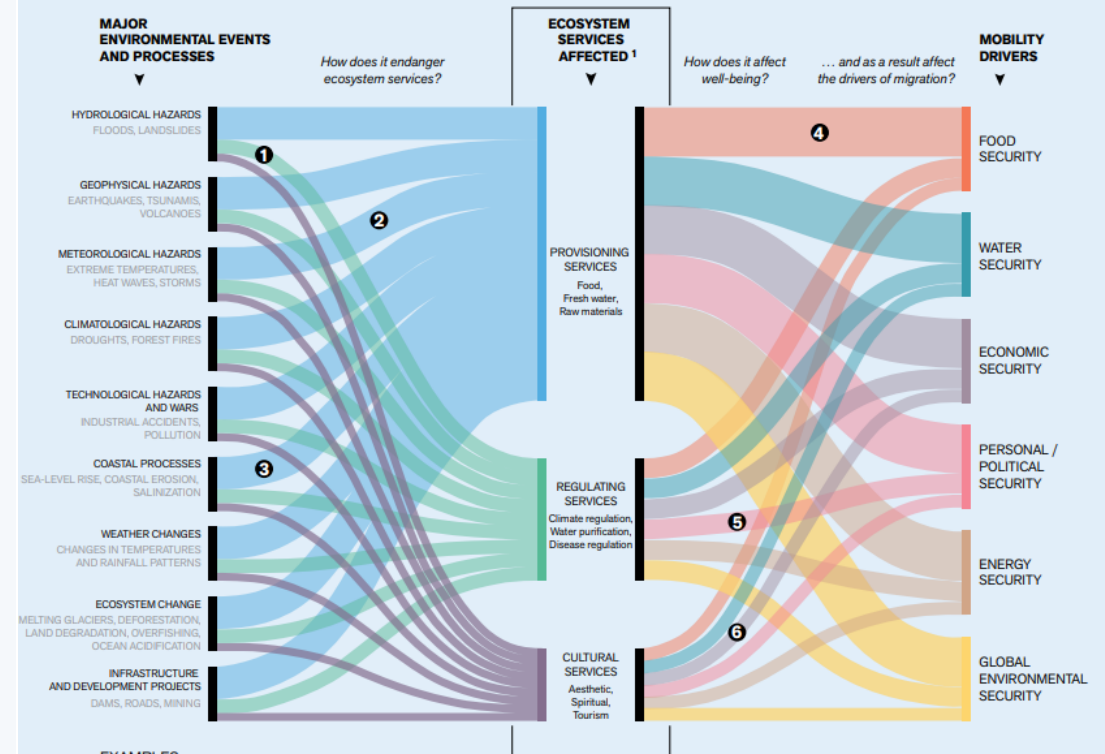 MAJOR
ENVIRONMENTAL EVENTS
AND PROCESSES
How does it endanger
ecosystem services?
ECOSYSTEM
SERVICES
AFFECTED 1
How does it affect
well-being?
… and as a result affect
the drivers of migration?
MOBILITY
DRIVERS
HYDROLOGICAL HAZARDS
FLOODS, LANDSLIDES
GEOPHYSICAL HAZARDS
EARTHQUAKES, TSUNAMIS,
VOLCANOES
METEOROLOGICAL HAZARDS
EXTREME TEMPERATURES,
HEAT WAVES, STORMS
CLIMATOLOGICAL HAZARDS
DROUGHTS, FOREST FIRES
TECHNOLOGICAL HAZARDS
AND WARS
INDUSTRIAL ACCIDENTS,
POLLUTION
COASTAL PROCESSES
SEA-LEVEL RISE, COASTAL EROSION,
SALINIZATION
WEATHER CHANGES
CHANGES IN TEMPERATURES
AND RAINFALL PATTERNS
ECOSYSTEM CHANGE
MELTING GLACIERS, DEFORESTATION,
LAND DEGRADATION, OVERFISHING,
OCEAN ACIDIFICATION
INFRASTRUCTURE
AND DEVELOPMENT PROJECTS
DAMS, ROADS, MINING
1
2
3
PROVISIONING
SERVICES
Food,
Fresh water,
Raw materials
REGULATING
SERVICES
Climate regulation,
Water purification,
Disease regulation
CULTURAL
SERVICES
Aesthetic,
Spiritual,
Tourism
4
5
6
FOOD
SECURITY
WATER
SECURITY
ECONOMIC
SECURITY
PERSONAL /
POLITICAL
SECURITY
ENERGY
SECURITY
GLOBAL
ENVIRONMENTAL
SECURITY